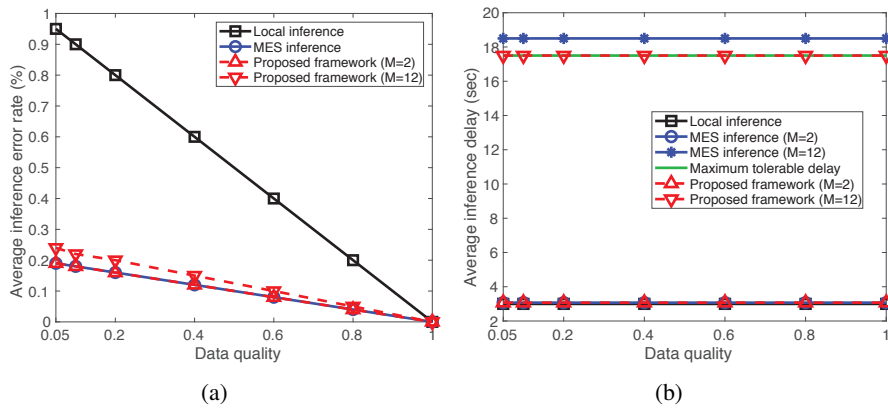 1
0.9
0.8
0.7
0.6
0.5
0.4
0.3
0.2
0.1
0
Average inference error rate (%)
Local inference
MES inference
Proposed framework (M=2)
Proposed framework (M=12)
0.05 0.2 0.4 0.6 0.8 1
Data quality
(a)
20
18
16
14
12
10
8
6
4
2
Average inference delay (sec)
Local inference
MES inference (M=2)
MES inference (M=12)
Maximum tolerable delay
Proposed framework (M=2)
Proposed framework (M=12)
0.05 0.2 0.4 0.6 0.8 1
Data quality
(b)